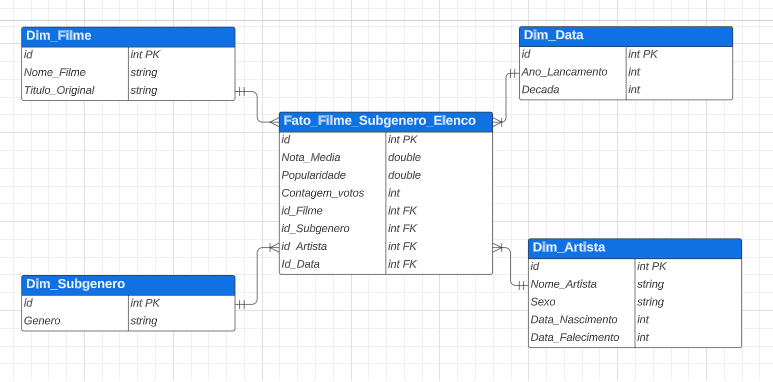 Dim_Filme
id int PK
Nome_Filme string
Titulo_Original string
Dim_Data
id int PK
Ano_Lancamento int
Decada int
Fato_Filme_Subgenero_Elenco
id int PK
Nota_Media double
Popularidade double
Contagem_votos int
id_Filme int FK
id_Subgenero int FK
id_Artista int FK
Id_Data int FK
Dim_Subgenero
id int PK
Genero string
Dim_Artista
id int PK
Nome_Artista string
Sexo string
Data_Nascimento int
Data_Falecimento int